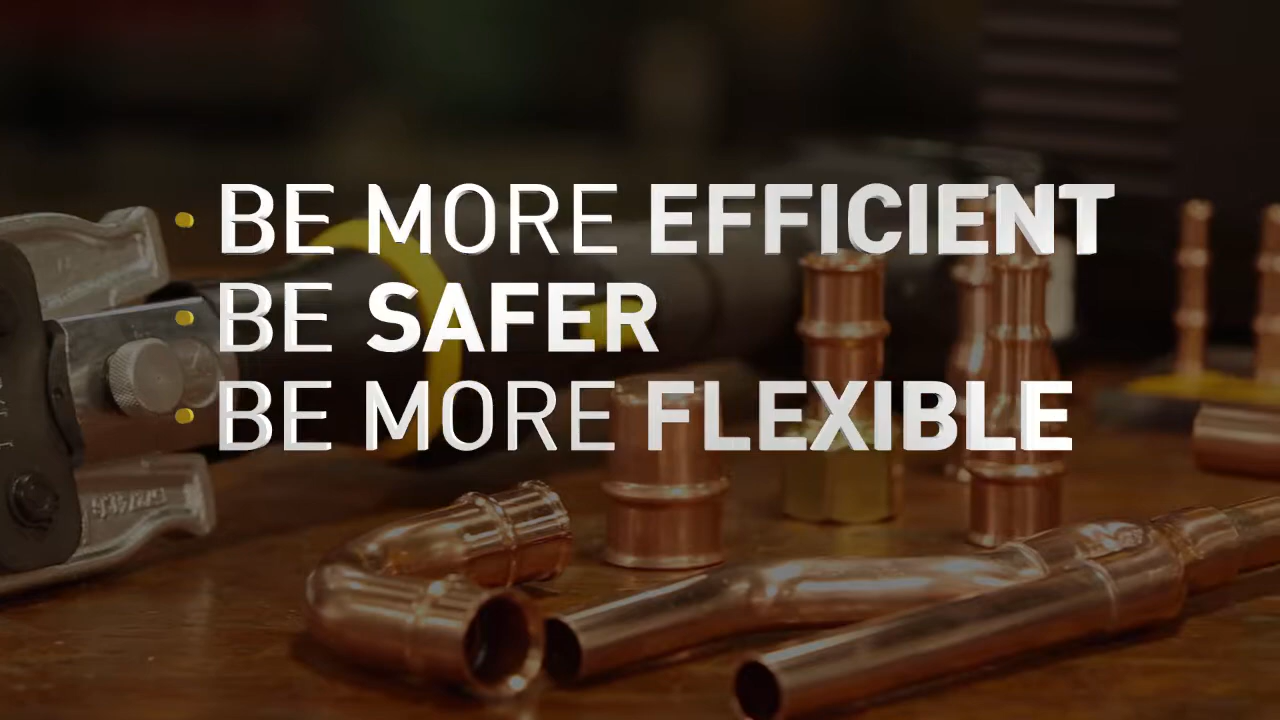 • BE MORE EFFICIENT
• BE SAFER
• BE MORE FLEXIBLE